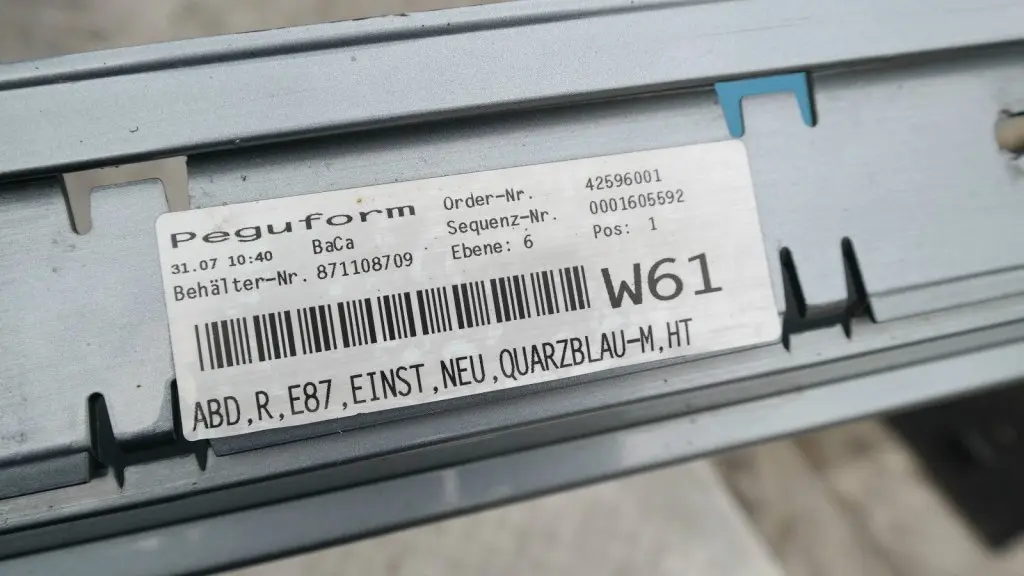 Peguform Order-Nr. 42596001
31.07 10:40 BaCa Sequenz-Nr. 0001605592
Behälter-Nr. 871108709 Ebene: 6 Pos: 1
W61
ABD,R,E87,EINST,NEU,QUARZBLAU-M,HT